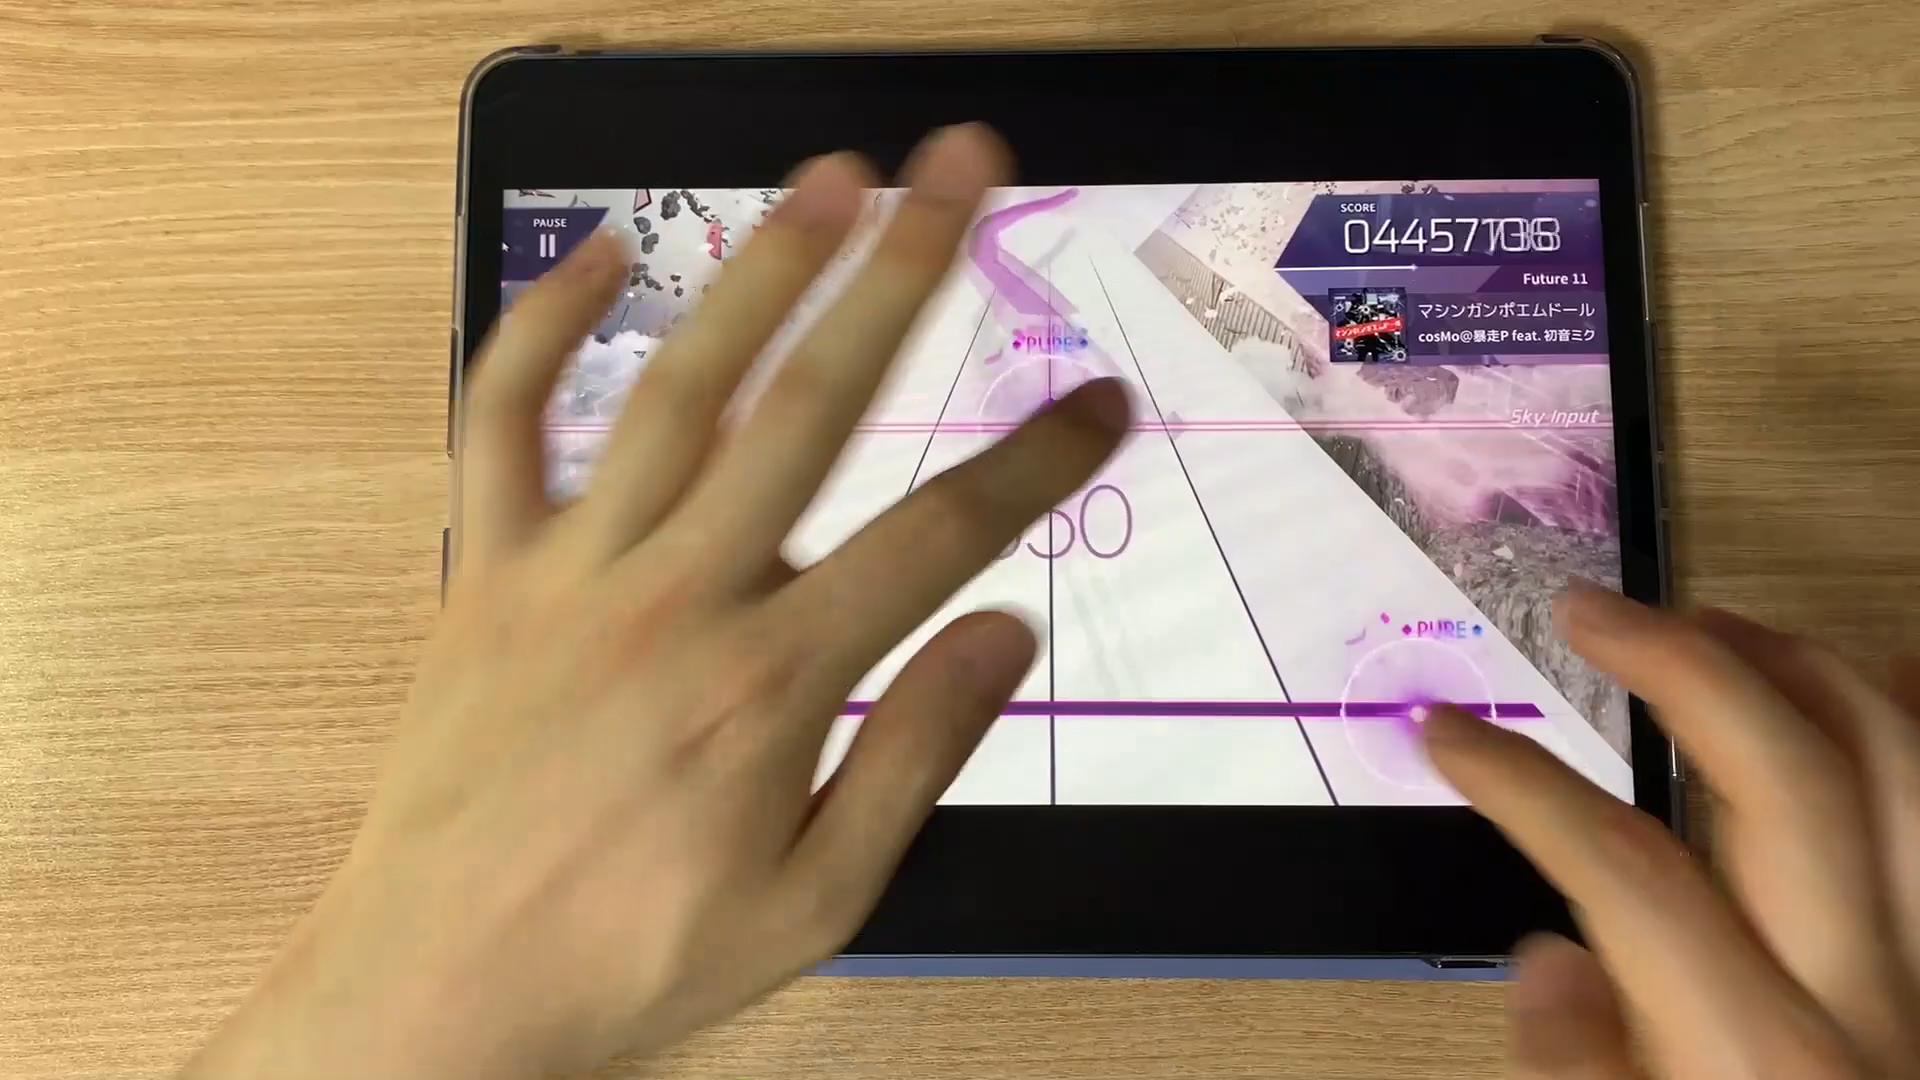 PAUSE
SCORE
Future 11
マシンガンポエムドール
cosMo@暴走P feat. 初音ミク
PURE
Sky Input
PURE